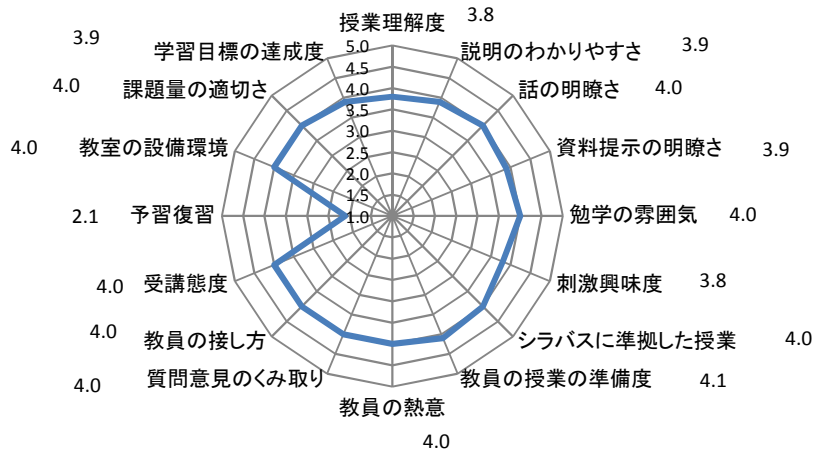 授業理解度 3.8
説明のわかりやすさ 3.9
話の明瞭さ 4.0
資料提示の明瞭さ 3.9
勉学の雰囲気 4.0
刺激興味度 3.8
シラバスに準拠した授業 4.0
教員の授業の準備度 4.1
教員の熱意
4.0
質問意見のくみ取り
4.0
教員の接し方
4.0
受講態度
4.0
2.1 予習復習
4.0 教室の設備環境
4.0
課題量の適切さ
3.9
学習目標の達成度
5.0
4.5
4.0
3.5
3.0
2.5
2.0
1.5
1.0